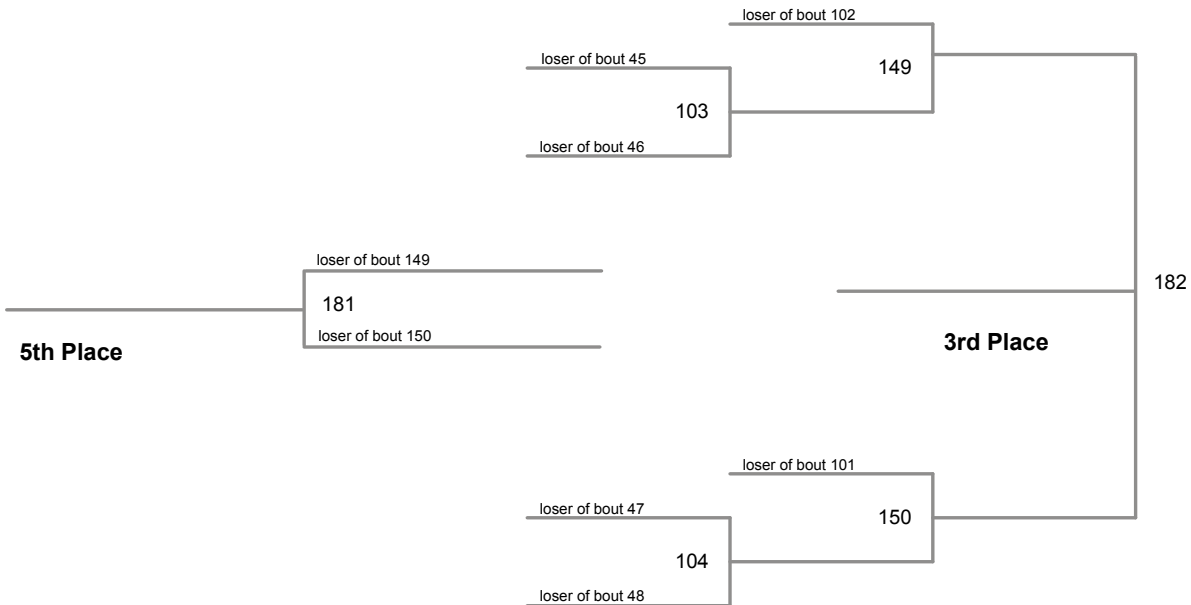 loser of bout 102
loser of bout 45
149
103
loser of bout 46
loser of bout 149
181
182
loser of bout 150
5th Place
3rd Place
loser of bout 101
loser of bout 47
150
104
loser of bout 48